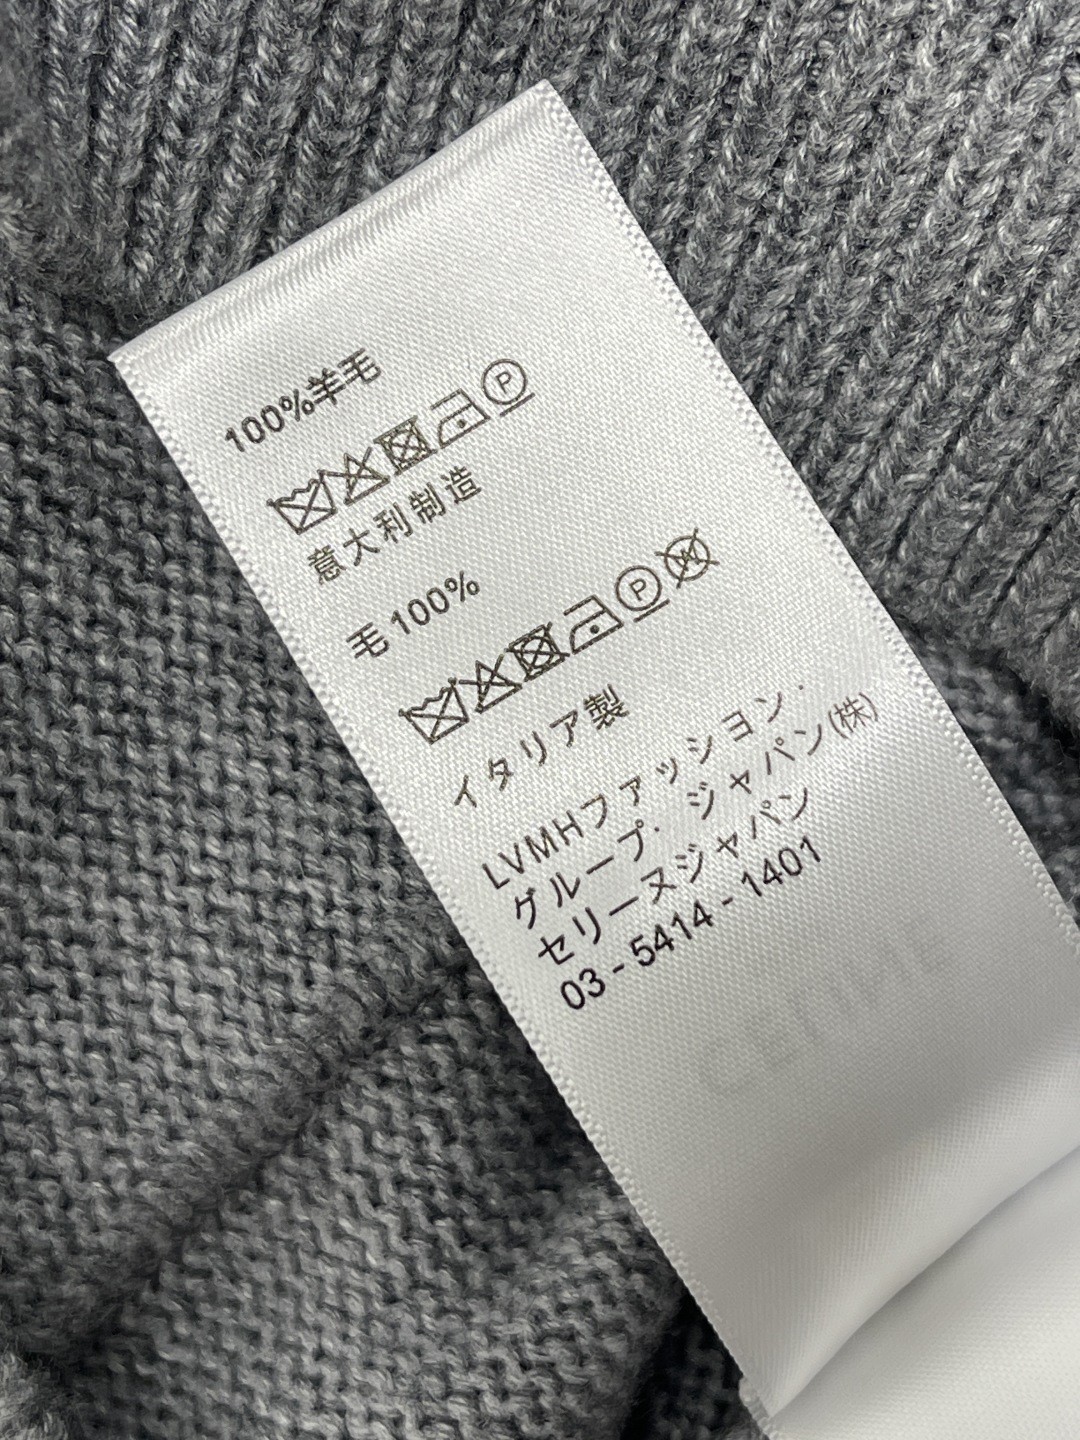 100%羊毛
P
意大利制造
毛 100%
P W
イタリア製
LVMHファッション·
グループ· ジャパン(株)
セリーヌジャパン
03 - 5414 - 1401
CELINE